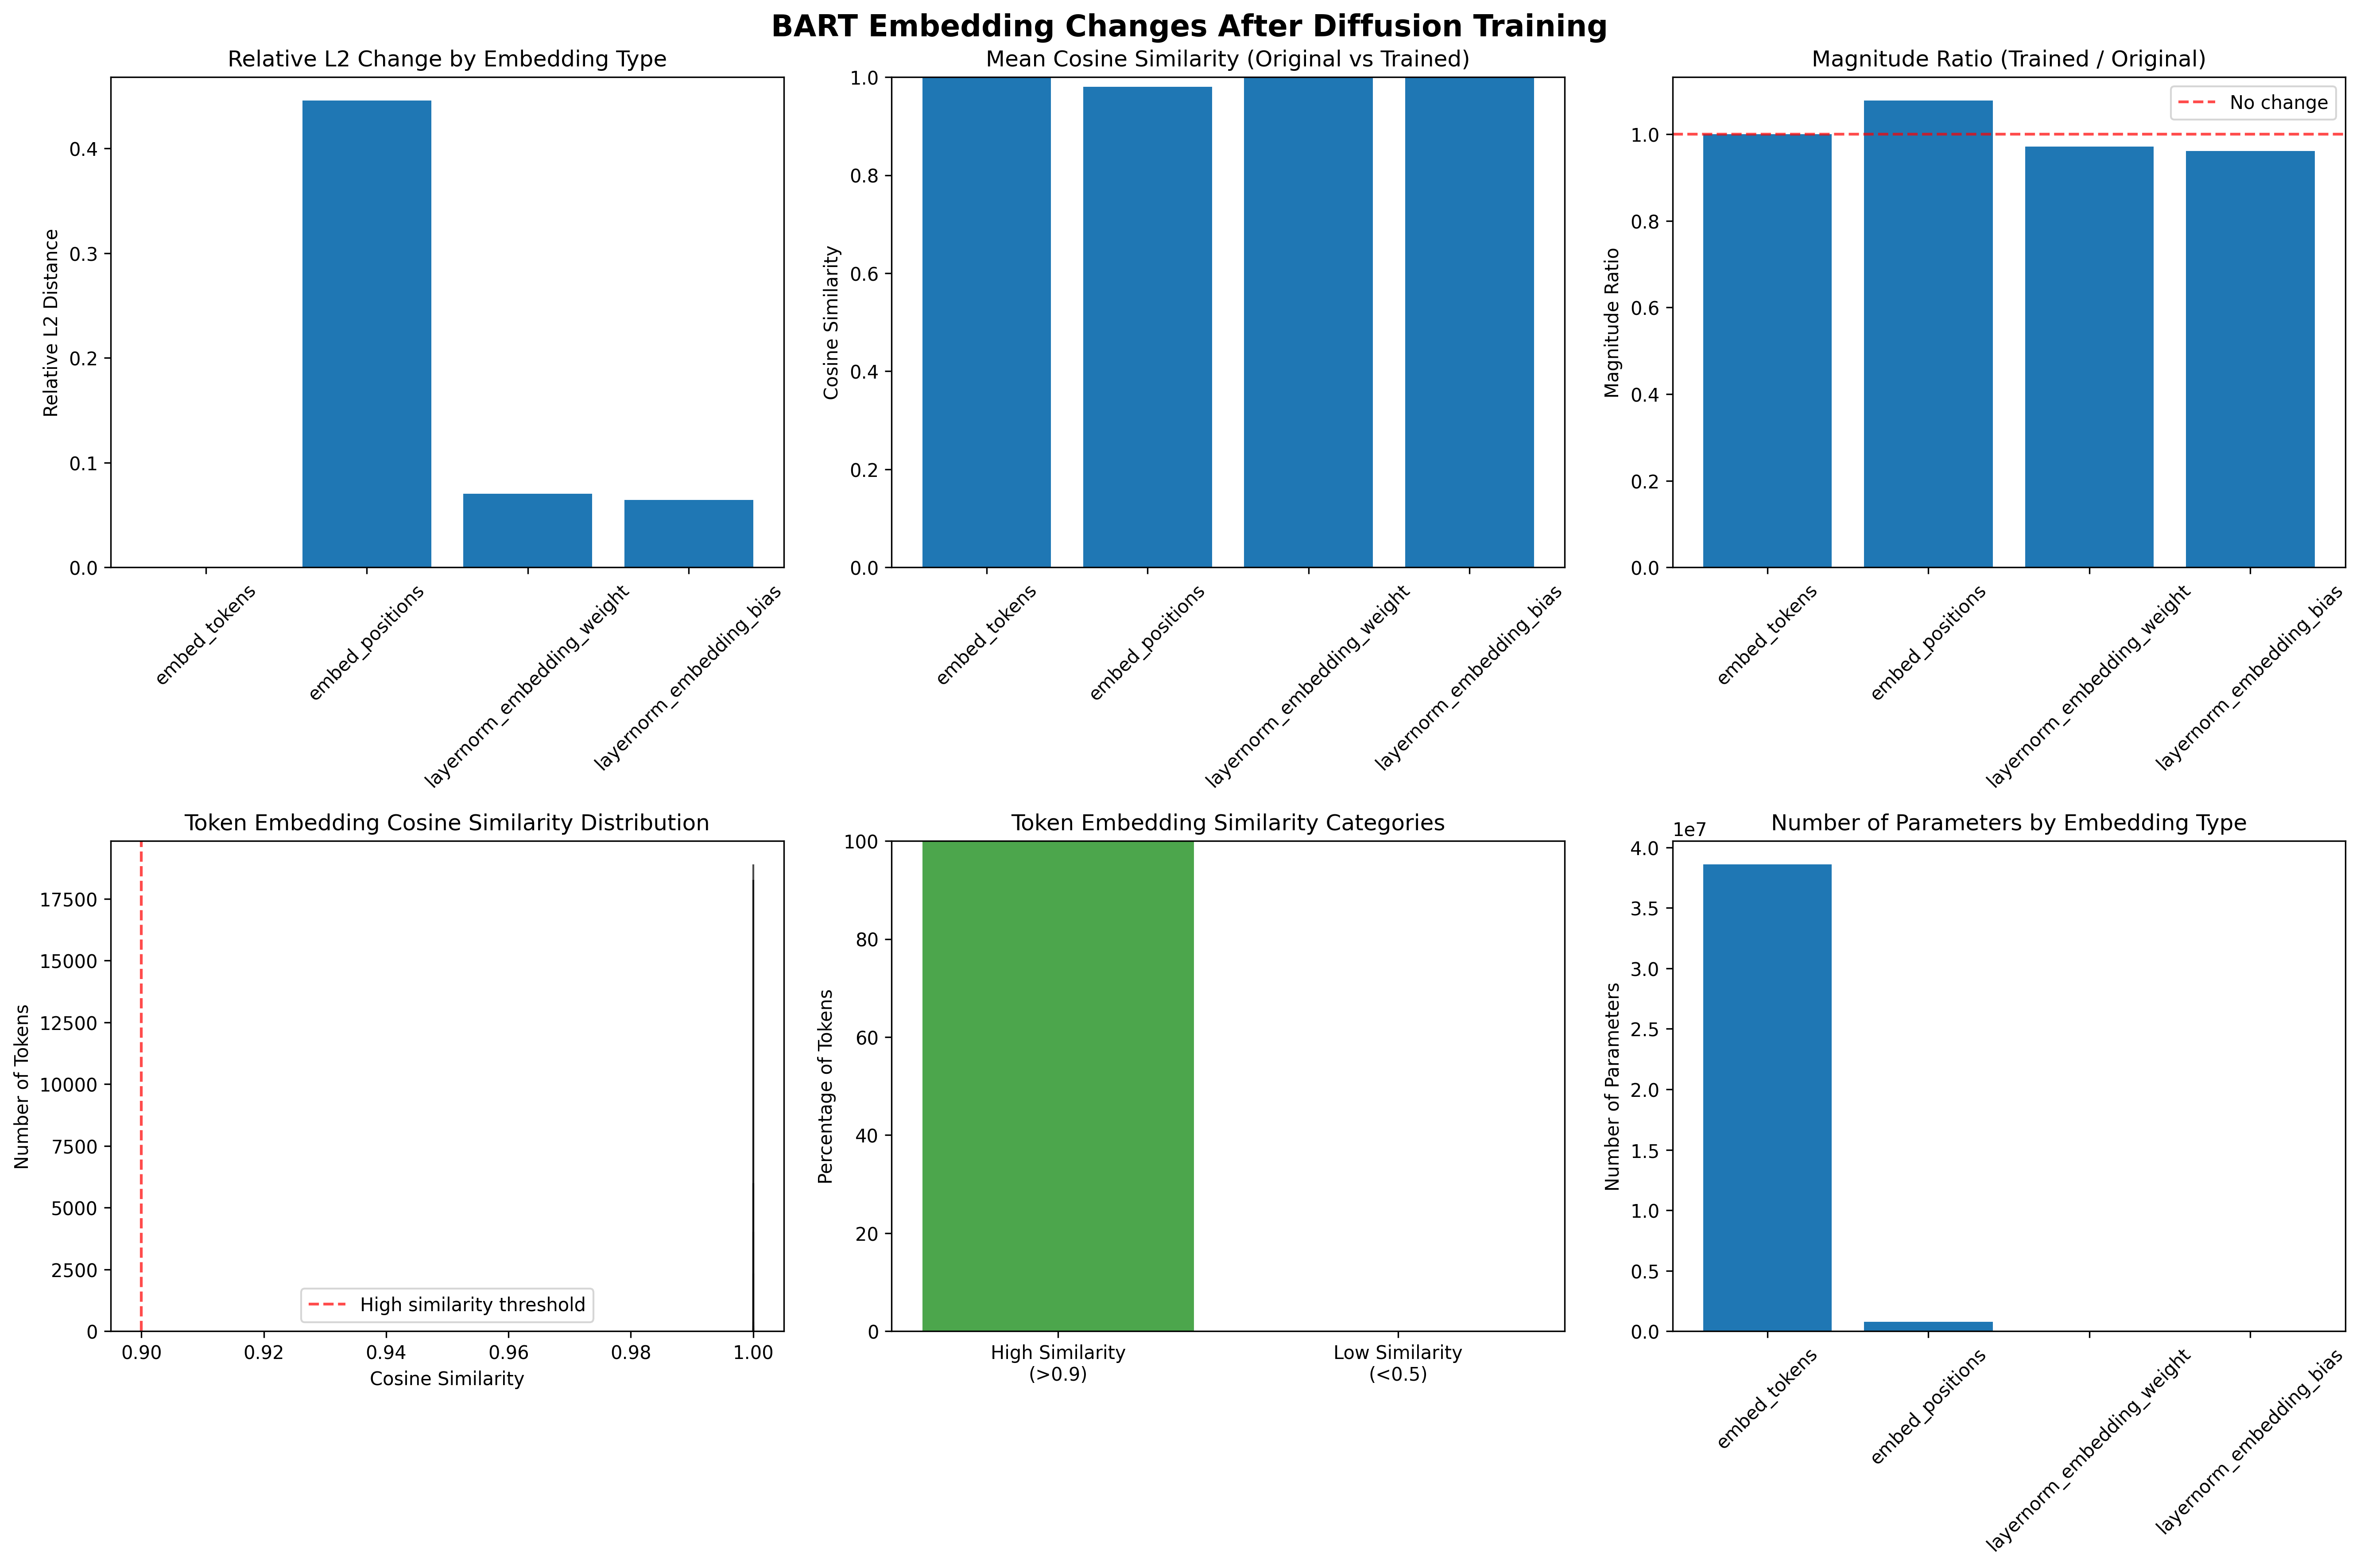 BART Embedding Changes After Diffusion Training
Relative L2 Change by Embedding Type
Relative L2 Distance
0.4
0.3
0.2
0.1
0.0
embed_tokens
embed_positions
layernorm_embedding_weight
layernorm_embedding_bias
Mean Cosine Similarity (Original vs Trained)
Cosine Similarity
1.0
0.8
0.6
0.4
0.2
0.0
embed_tokens
embed_positions
layernorm_embedding_weight
layernorm_embedding_bias
Magnitude Ratio (Trained / Original)
Magnitude Ratio
No change
1.0
0.8
0.6
0.4
0.2
0.0
embed_tokens
embed_positions
layernorm_embedding_weight
layernorm_embedding_bias
Token Embedding Cosine Similarity Distribution
Number of Tokens
17500
15000
12500
10000
7500
5000
2500
0
High similarity threshold
0.90
0.92
0.94
0.96
0.98
1.00
Cosine Similarity
Token Embedding Similarity Categories
Percentage of Tokens
100
80
60
40
20
0
High Similarity
(>0.9)
Low Similarity
(<0.5)
Number of Parameters by Embedding Type
1e7
Number of Parameters
4.0
3.5
3.0
2.5
2.0
1.5
1.0
0.5
0.0
embed_tokens
embed_positions
layernorm_embedding_weight
layernorm_embedding_bias